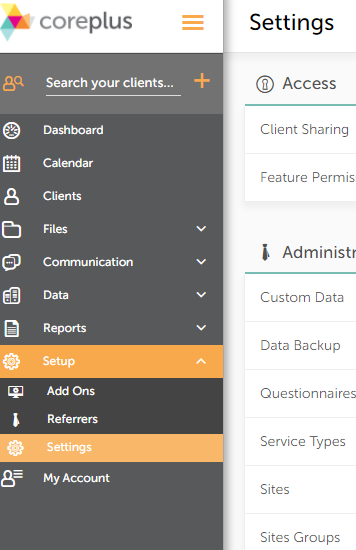 coreplus
Search your clients...
Dashboard
Calendar
Clients
Files
Communication
Data
Reports
Setup
Add Ons
Referrers
Settings
My Account
Settings
Access
Client Sharing
Feature Permis
Administr
Custom Data
Data Backup
Questionnaires
Service Types
Sites
Sites Groups